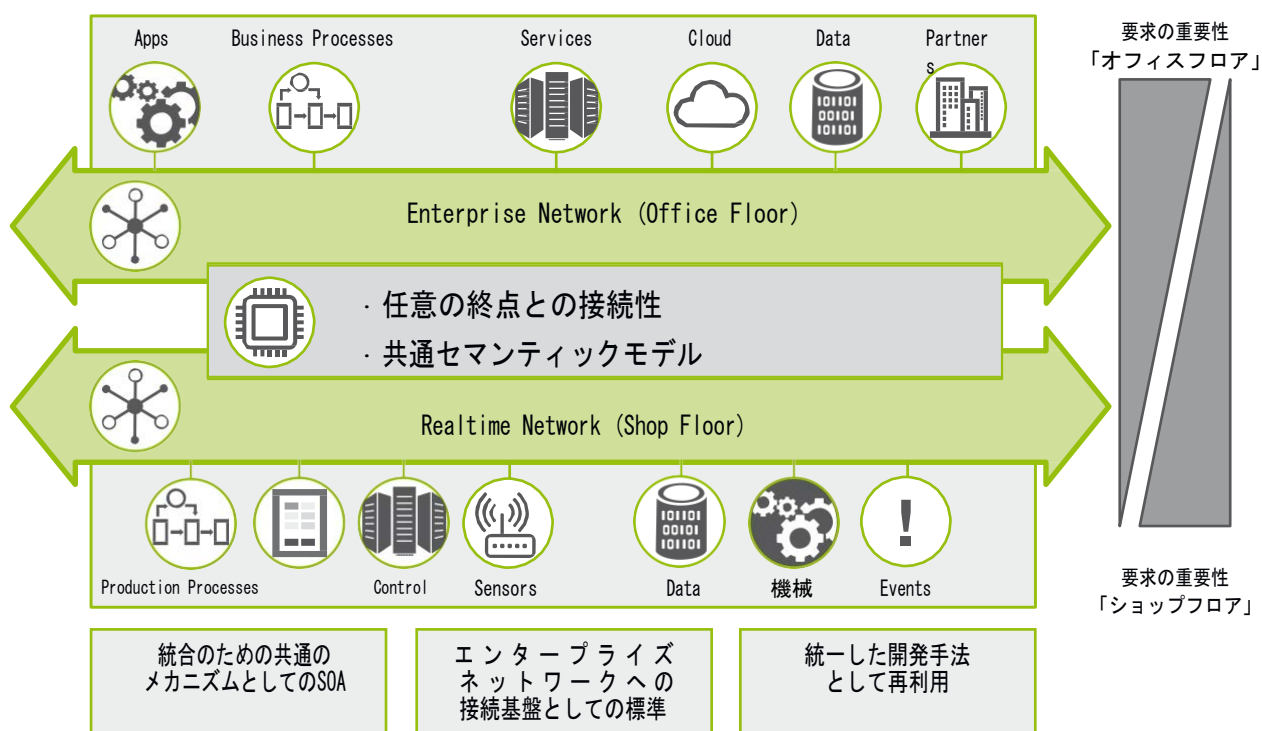 Apps
Business Processes
Services
Cloud
Data
Partner
s
要求の重要性
「オフィスフロア」
101101
00101
101101
Enterprise Network (Office Floor)
・任意の終点との接続性
・共通セマンティックモデル
Realtime Network (Shop Floor)
101101
00101
101101
Production Processes
Control
Sensors
Data
機械
Events
要求の重要性
「ショップフロア」
統合のための共通の
メカニズムとしてのSOA
エンタープライズ
ネットワークへの
接続基盤としての標準
統一した開発手法
として再利用